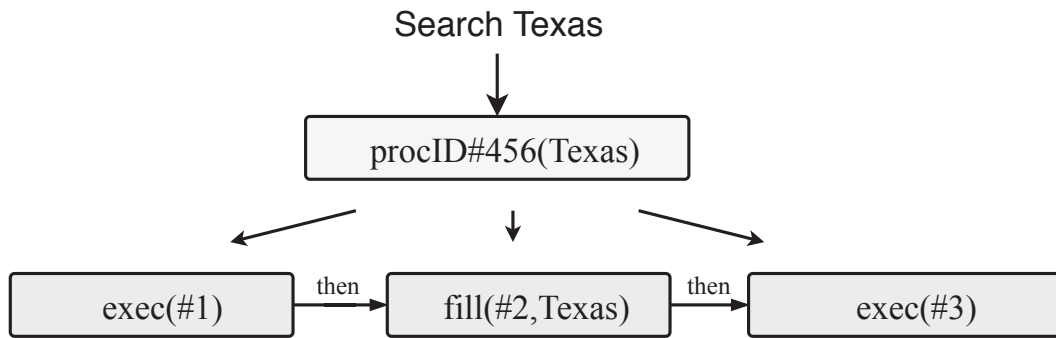 Search Texas
procID#456(Texas)
exec(#1)
then
fill(#2,Texas)
then
exec(#3)